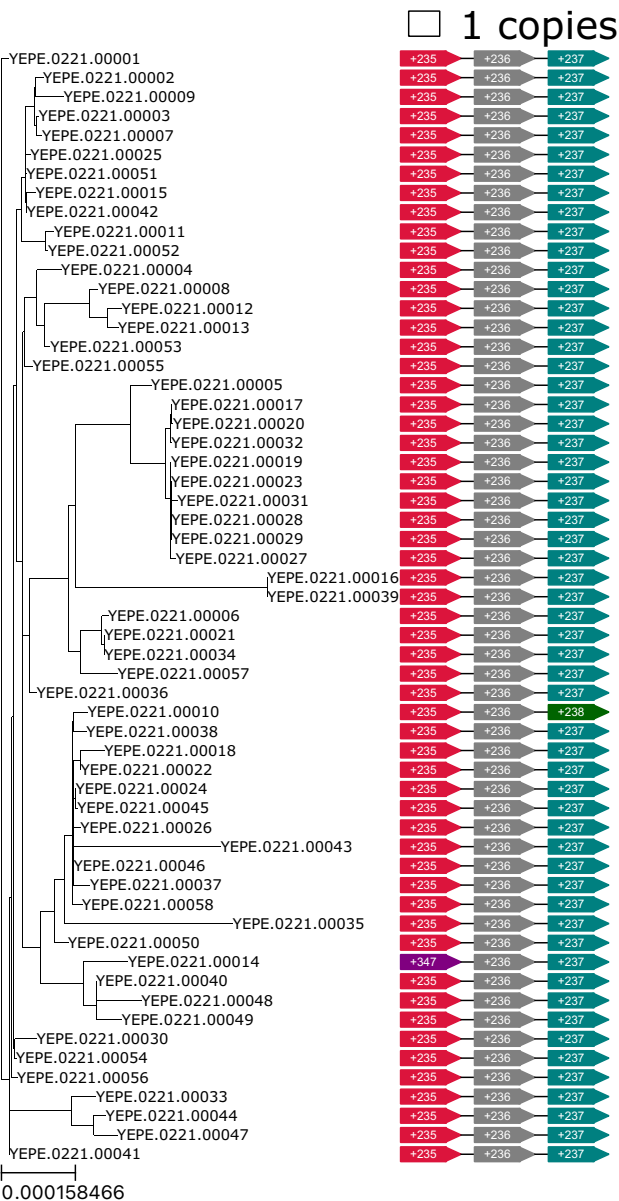 1 copies
YEPE.0221.00001 +235 +236 +237
YEPE.0221.00002 +235 +236 +237
YEPE.0221.00009 +235 +236 +237
YEPE.0221.00003 +235 +236 +237
YEPE.0221.00007 +235 +236 +237
YEPE.0221.00025 +235 +236 +237
YEPE.0221.00051 +235 +236 +237
YEPE.0221.00015 +235 +236 +237
YEPE.0221.00042 +235 +236 +237
YEPE.0221.00011 +235 +236 +237
YEPE.0221.00052 +235 +236 +237
YEPE.0221.00004 +235 +236 +237
YEPE.0221.00008 +235 +236 +237
YEPE.0221.00012 +235 +236 +237
YEPE.0221.00013 +235 +236 +237
YEPE.0221.00053 +235 +236 +237
YEPE.0221.00055 +235 +236 +237
YEPE.0221.00005 +235 +236 +237
YEPE.0221.00017 +235 +236 +237
YEPE.0221.00020 +235 +236 +237
YEPE.0221.00032 +235 +236 +237
YEPE.0221.00019 +235 +236 +237
YEPE.0221.00023 +235 +236 +237
YEPE.0221.00031 +235 +236 +237
YEPE.0221.00028 +235 +236 +237
YEPE.0221.00029 +235 +236 +237
YEPE.0221.00027 +235 +236 +237
YEPE.0221.00016 +235 +236 +237
YEPE.0221.00039 +235 +236 +237
YEPE.0221.00006 +235 +236 +237
YEPE.0221.00021 +235 +236 +237
YEPE.0221.00034 +235 +236 +237
YEPE.0221.00057 +235 +236 +237
YEPE.0221.00036 +235 +236 +237
YEPE.0221.00010 +235 +236 +238
YEPE.0221.00038 +235 +236 +237
YEPE.0221.00018 +235 +236 +237
YEPE.0221.00022 +235 +236 +237
YEPE.0221.00024 +235 +236 +237
YEPE.0221.00045 +235 +236 +237
YEPE.0221.00026 +235 +236 +237
YEPE.0221.00043 +235 +236 +237
YEPE.0221.00046 +235 +236 +237
YEPE.0221.00037 +235 +236 +237
YEPE.0221.00058 +235 +236 +237
YEPE.0221.00035 +235 +236 +237
YEPE.0221.00050 +235 +236 +237
YEPE.0221.00014 +347 +236 +237
YEPE.0221.00040 +235 +236 +237
YEPE.0221.00048 +235 +236 +237
YEPE.0221.00049 +235 +236 +237
YEPE.0221.00030 +235 +236 +237
YEPE.0221.00054 +235 +236 +237
YEPE.0221.00056 +235 +236 +237
YEPE.0221.00033 +235 +236 +237
YEPE.0221.00044 +235 +236 +237
YEPE.0221.00047 +235 +236 +237
YEPE.0221.00041 +235 +236 +237
0.000158466